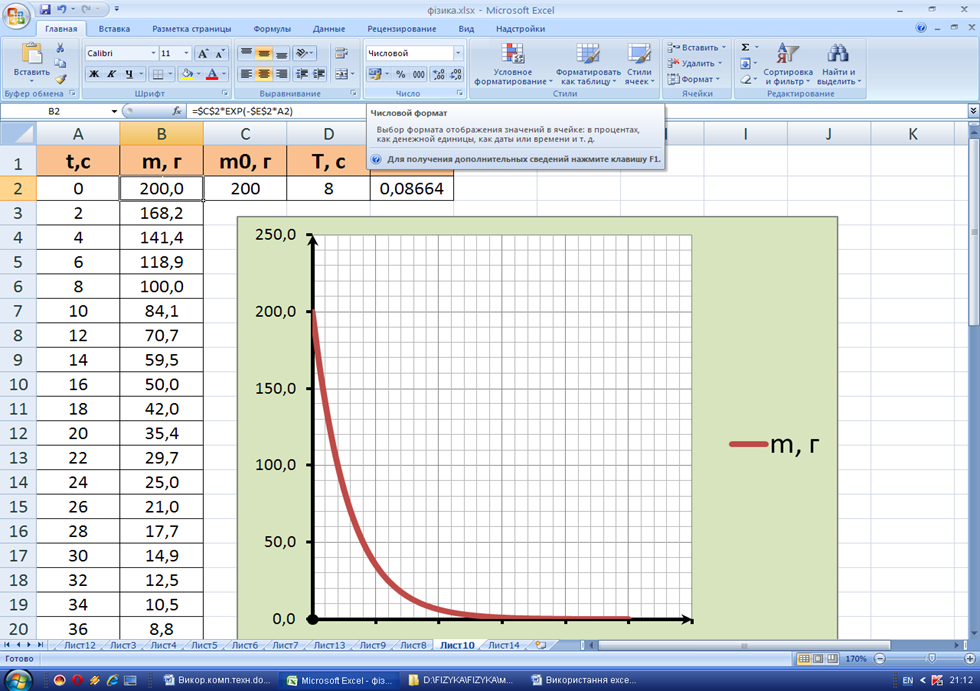 физика.xlsx - Microsoft Excel
Главная Вставка Разметка страницы Формулы Данные Рецензирование Вид Надстройки
Вставить
Буфер обмена
Calibri 11
Ж К Ч
Шрифт
Выравнивание
Числовой
% 000
Число
Условное форматирование
Форматировать как таблицу
Стили ячеек
Стили
Вставить
Удалить
Формат
Ячейки
Σ
Сортировка и фильтр
Найти и выделить
Редактирование
B2 fx =$C$2*EXP(-$E$2*A2)
Числовой формат
Выбор формата отображения значений в ячейке: в процентах,
как денежной единицы, как даты или времени и т. д.
Для получения дополнительных сведений нажмите клавишу F1.
A B C D I J K
1 t,c m, г m0, г T, с
2 0 200,0 200 8 0,08664
3 2 168,2
4 4 141,4
5 6 118,9
6 8 100,0
7 10 84,1
8 12 70,7
9 14 59,5
10 16 50,0
11 18 42,0
12 20 35,4
13 22 29,7
14 24 25,0
15 26 21,0
16 28 17,7
17 30 14,9
18 32 12,5
19 34 10,5
20 36 8,8
250,0
200,0
150,0
100,0
50,0
0,0
m, г
Лист12 Лист3 Лист4 Лист5 Лист6 Лист7 Лист13 Лист9 Лист8 Лист10 Лист14
Готово 170%
Викор.комп.техн.do... Microsoft Excel - фіз... D:\FIZYKA\FIZYKA\м... Використання exce... EN 21:12